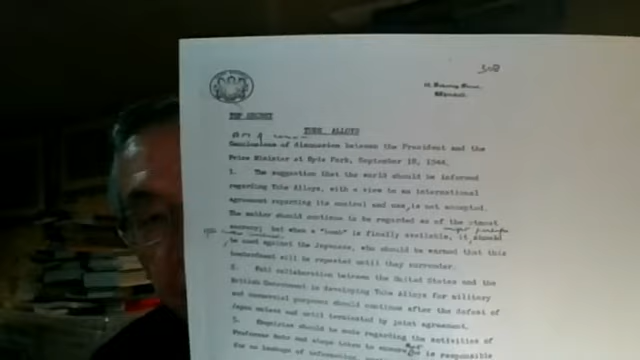 10, Downing Street,
Whitehall.
TOP SECRET
TUBE ALLOYS
Conclusions of discussion between the President and the
Prime Minister at Hyde Park, September 18, 1944.
1. The suggestion that the world should be informed
regarding Tube Alloys, with a view to an international
agreement regarding its control and use, is not accepted.
The matter should continue to be regarded as of the utmost
secrecy; but when a "bomb" is finally available, it should
be used against the Japanese, who should be warned that this
bombardment will be repeated until they surrender.
2. Full collaboration between the United States and the
British Government in developing Tube Alloys for military
and commercial purposes should continue after the defeat of
Japan unless and until terminated by joint agreement.
3. Enquiries should be made regarding the activities of
Professor Bohr and steps taken to ensure is responsible
for no leakage of information,